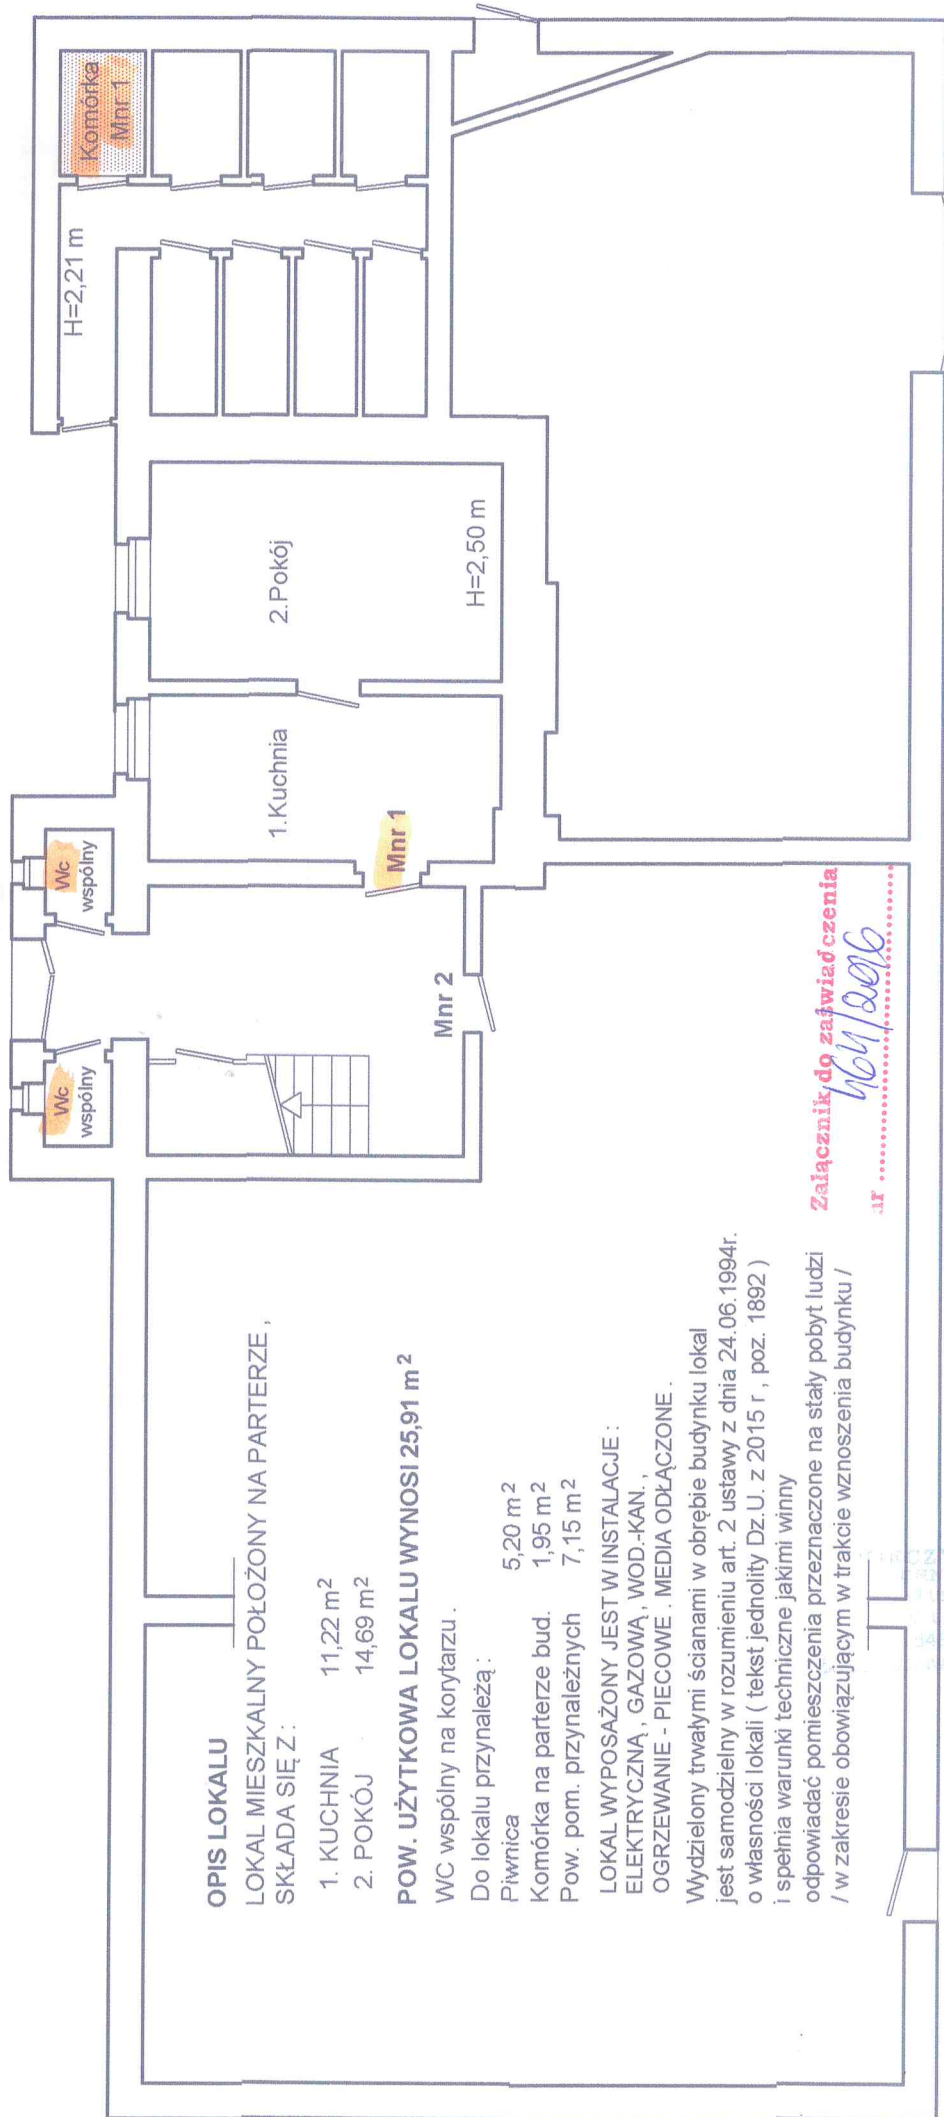 OPIS LOKALU
LOKAL MIESZKALNY POŁOŻONY NA PARTERZE ,
SKŁADA SIĘ Z :
1. KUCHNIA 11,22 m²
2. POKÓJ 14,69 m²
POW. UŻYTKOWA LOKALU WYNOSI 25,91 m²
WC wspólny na korytarzu .
Do lokalu przynależą :
Piwnica 5,20 m²
Komórka na parterze bud. 1,95 m²
Pow. pom. przynależnych 7,15 m²
LOKAL WYPOSAŻONY JEST W INSTALACJE :
ELEKTRYCZNĄ , GAZOWĄ , WOD.-KAN. ,
OGRZEWANIE - PIECOWE . MEDIA ODŁĄCZONE .
Wydzielony trwałymi ścianami w obrębie budynku lokal
jest samodzielny w rozumieniu art. 2 ustawy z dnia 24.06.1994r.
o własności lokali ( tekst jednolity Dz.U. z 2015 r , poz. 1892 )
i spełnia warunki techniczne jakimi winny
odpowiadać pomieszczenia przeznaczone na stały pobyt ludzi
/ w zakresie obowiązującym w trakcie wznoszenia budynku /
Załącznik do zaświadczenia
nr
Wc
wspólny
Mnr 2
Wc
wspólny
1.Kuchnia
Mnr 1
2.Pokój
H=2,50 m
H=2,21 m
Komórka
Mnr 1